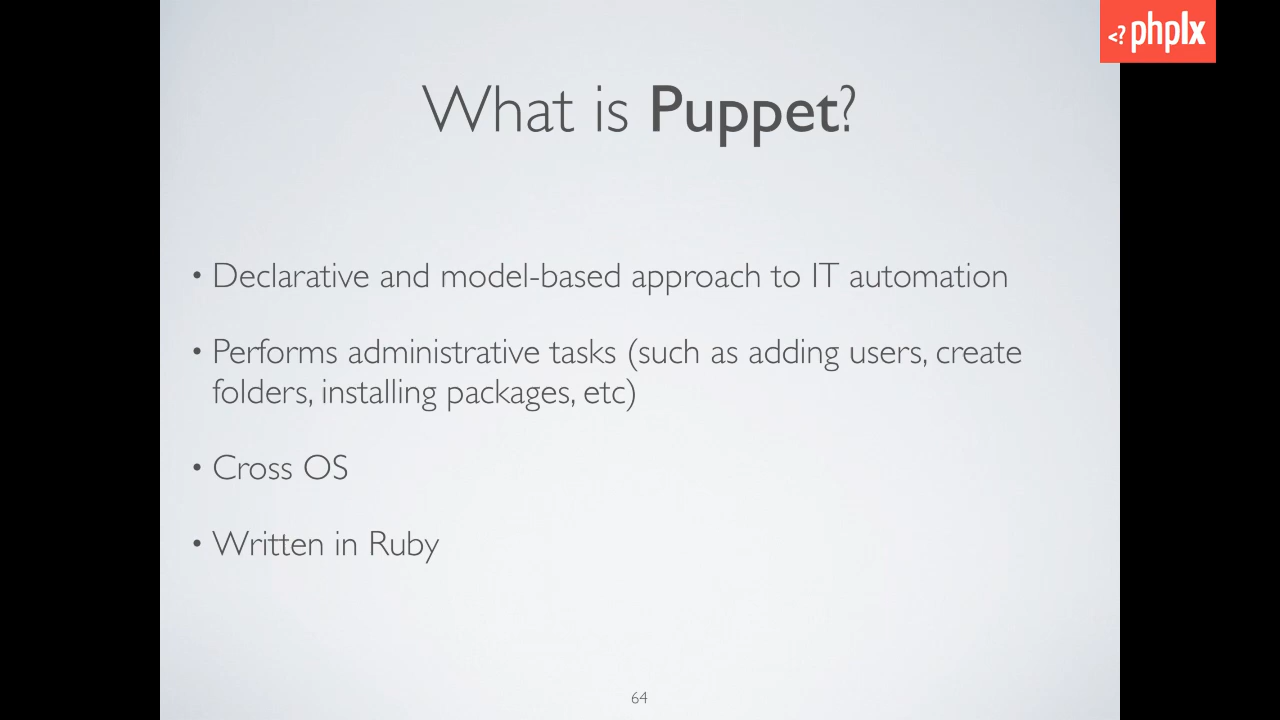 <? phplx
What is Puppet?
• Declarative and model-based approach to IT automation
• Performs administrative tasks (such as adding users, create
folders, installing packages, etc)
• Cross OS
• Written in Ruby
64